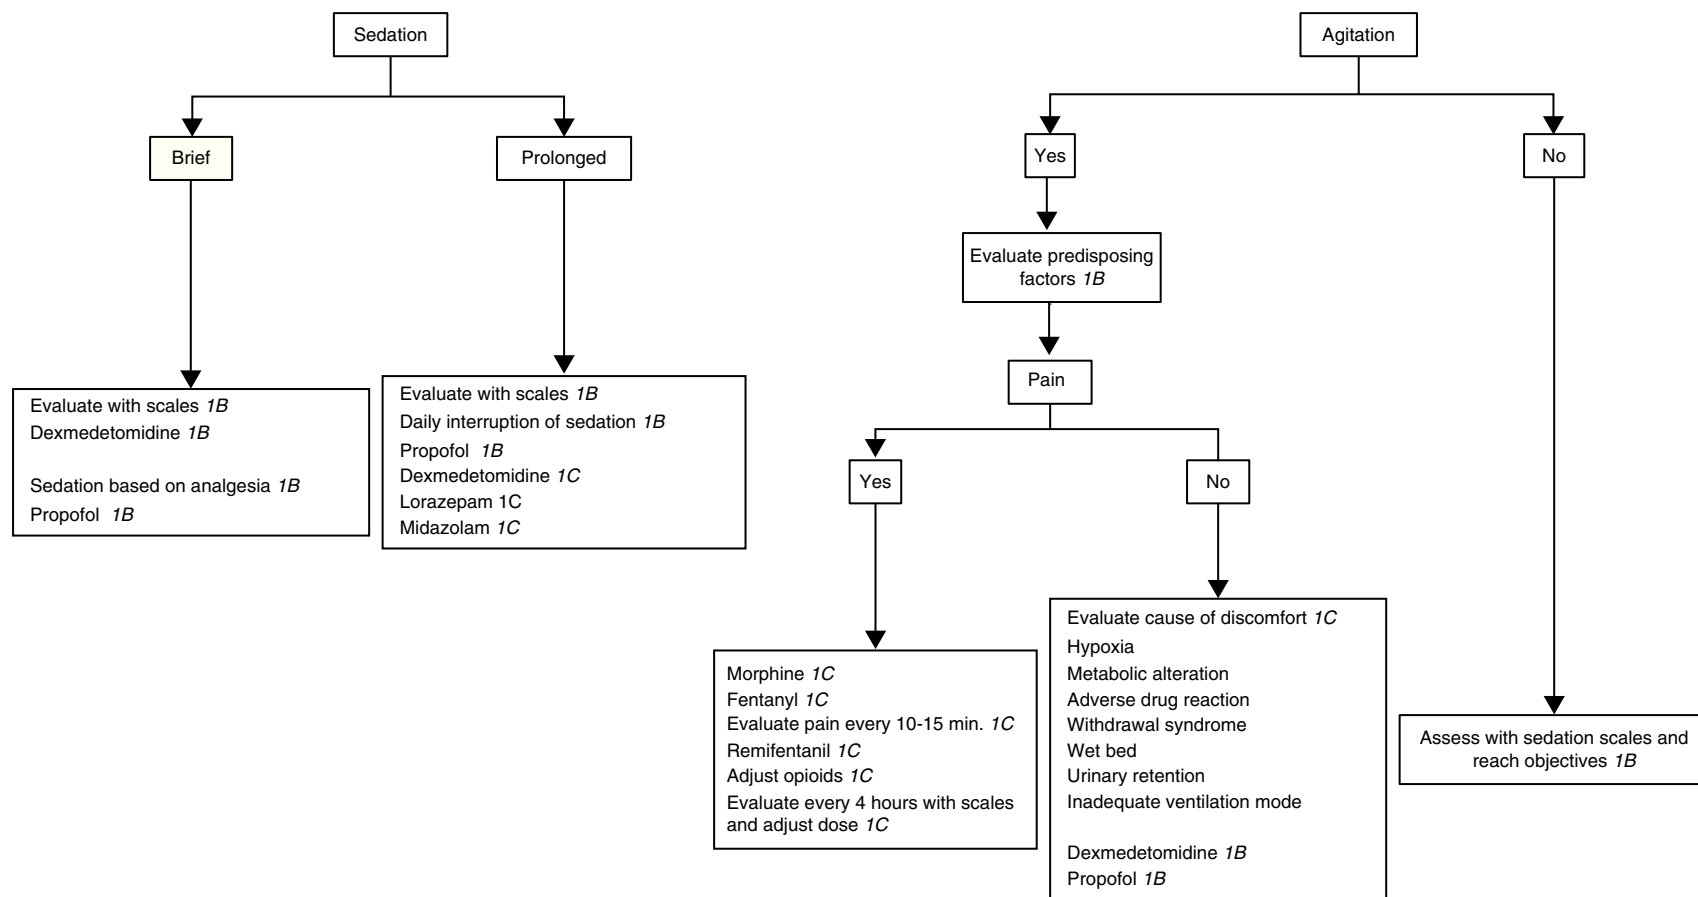 Sedation
Brief
Prolonged
Evaluate with scales 1B
Dexmedetomidine 1B
Sedation based on analgesia 1B
Propofol 1B
Evaluate with scales 1B
Daily interruption of sedation 1B
Propofol 1B
Dexmedetomidine 1C
Lorazepam 1C
Midazolam 1C
Agitation
Yes
No
Evaluate predisposing
factors 1B
Pain
Yes
No
Morphine 1C
Fentanyl 1C
Evaluate pain every 10-15 min. 1C
Remifentanil 1C
Adjust opioids 1C
Evaluate every 4 hours with scales
and adjust dose 1C
Evaluate cause of discomfort 1C
Hypoxia
Metabolic alteration
Adverse drug reaction
Withdrawal syndrome
Wet bed
Urinary retention
Inadequate ventilation mode
Dexmedetomidine 1B
Propofol 1B
Assess with sedation scales and
reach objectives 1B